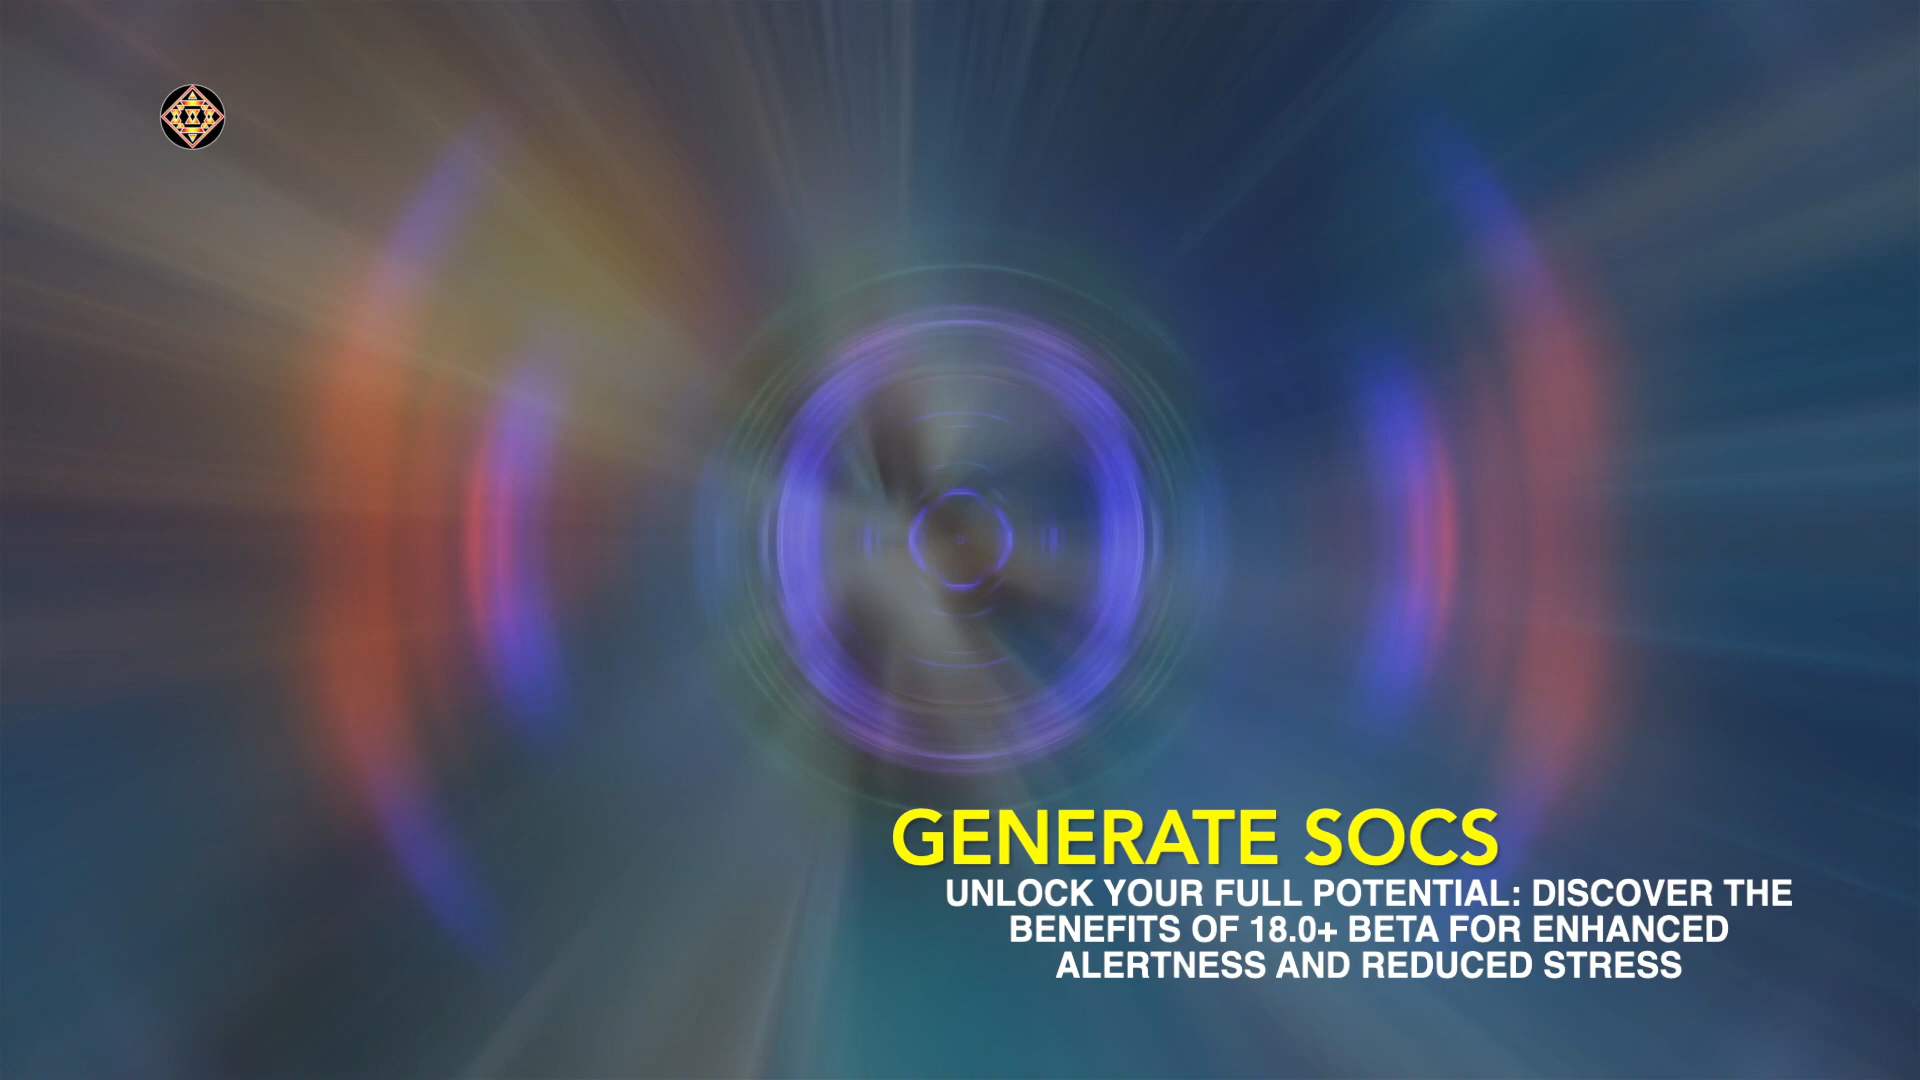 GENERATE SOCS
UNLOCK YOUR FULL POTENTIAL: DISCOVER THE
BENEFITS OF 18.0+ BETA FOR ENHANCED
ALERTNESS AND REDUCED STRESS